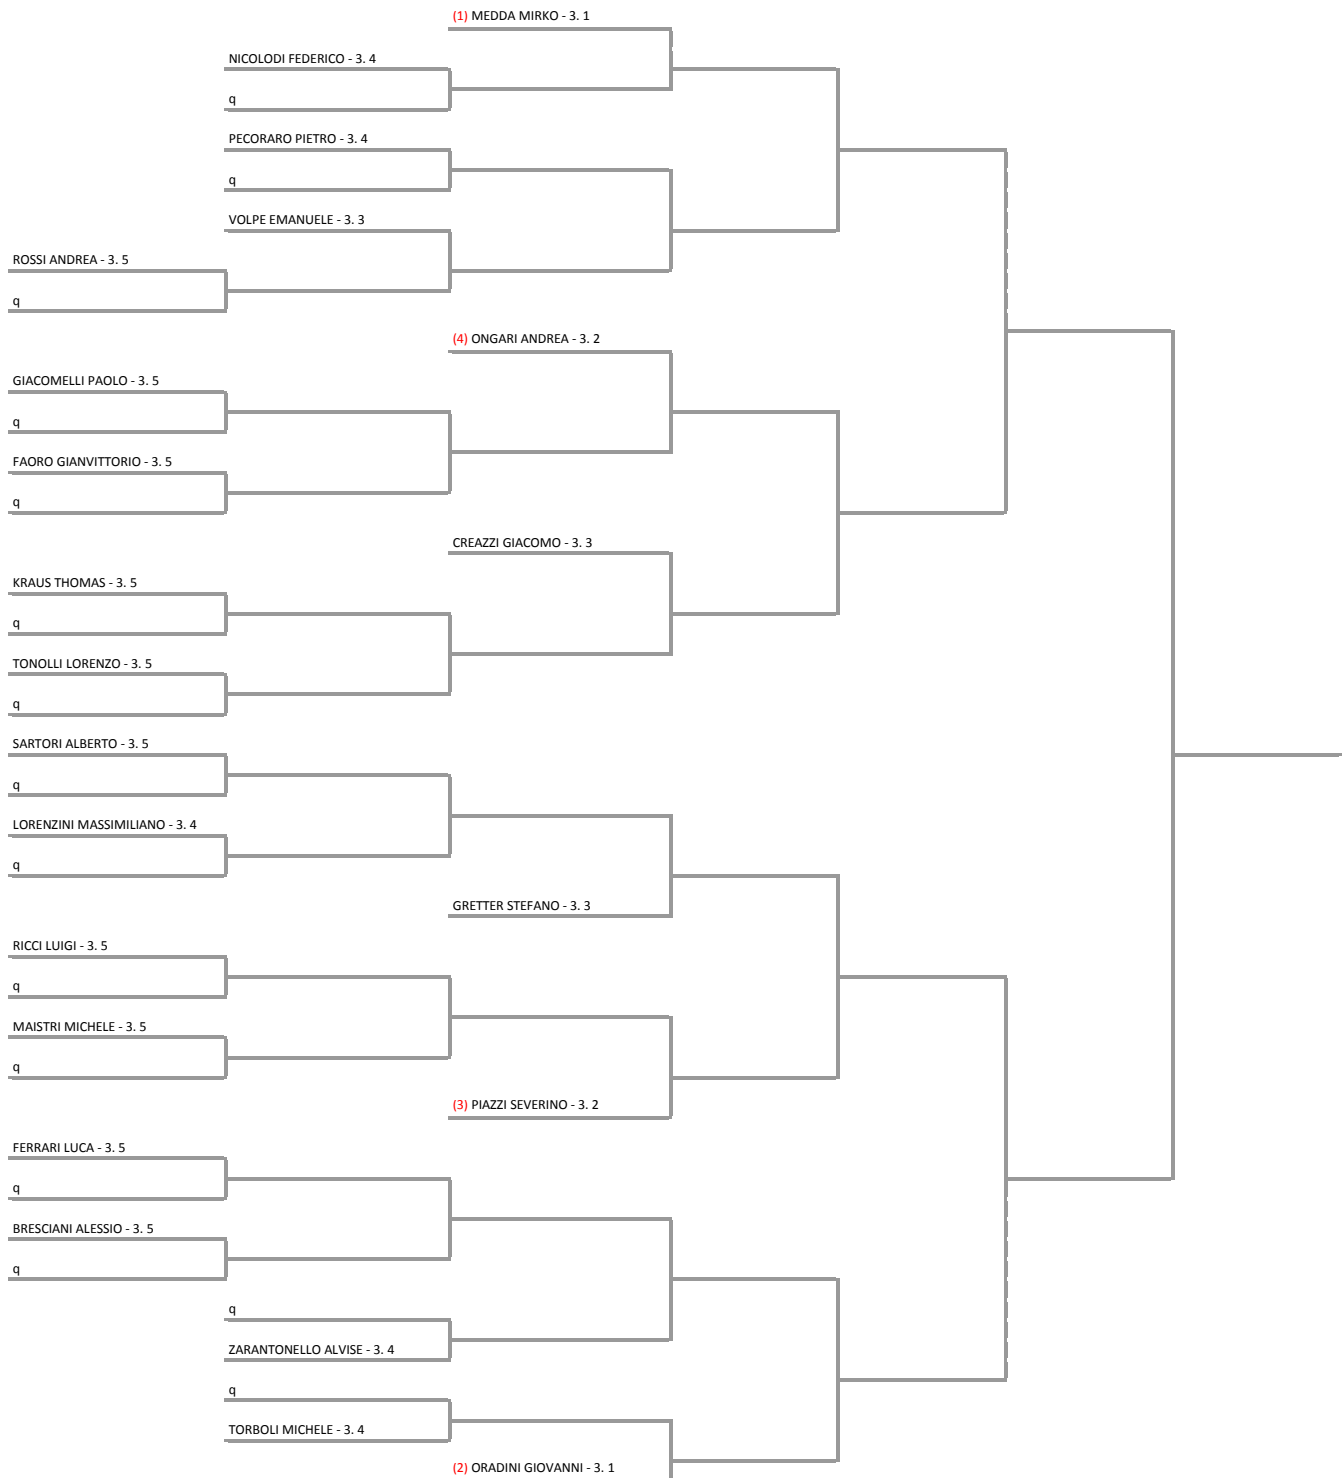 (1) MEDDA MIRKO - 3. 1
NICOLODI FEDERICO - 3. 4
q
PECORARO PIETRO - 3. 4
q
VOLPE EMANUELE - 3. 3
ROSSI ANDREA - 3. 5
q
(4) ONGARI ANDREA - 3. 2
GIACOMELLI PAOLO - 3. 5
q
FAORO GIANVITTORIO - 3. 5
q
CREAZZI GIACOMO - 3. 3
KRAUS THOMAS - 3. 5
q
TONOLLI LORENZO - 3. 5
q
SARTORI ALBERTO - 3. 5
q
LORENZINI MASSIMILIANO - 3. 4
q
GRETTER STEFANO - 3. 3
RICCI LUIGI - 3. 5
q
MAISTRI MICHELE - 3. 5
q
(3) PIAZZI SEVERINO - 3. 2
FERRARI LUCA - 3. 5
q
BRESCIANI ALESSIO - 3. 5
q
q
ZARANTONELLO ALVISE - 3. 4
q
TORBOLI MICHELE - 3. 4
(2) ORADINI GIOVANNI - 3. 1